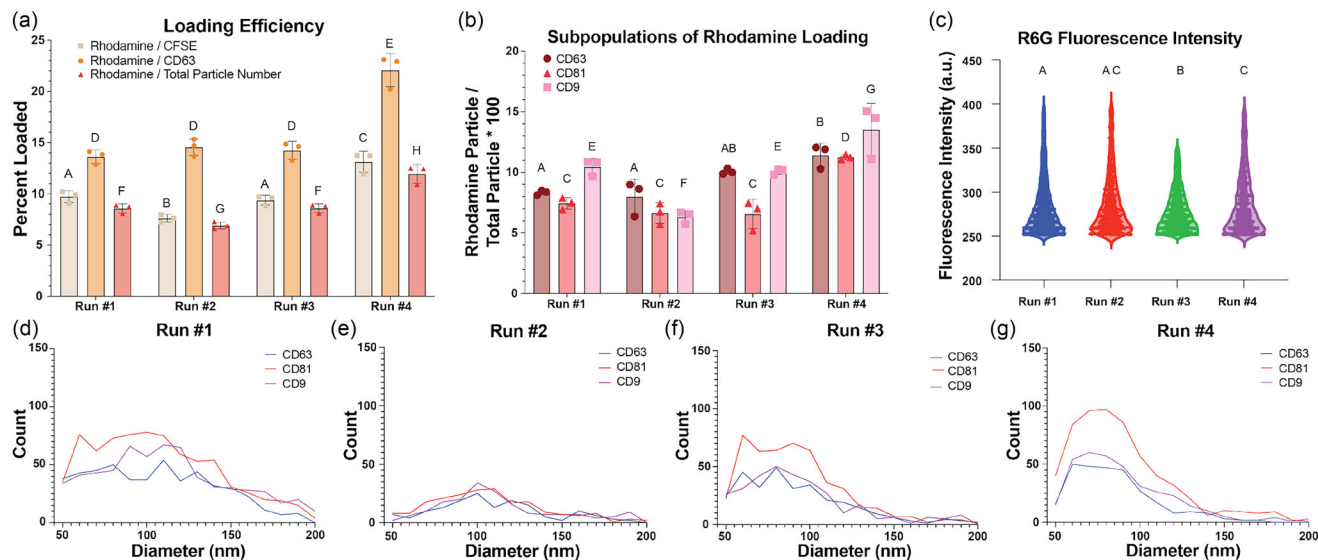 (a)
Loading Efficiency
Rhodamine / CFSE
Rhodamine / CD63
Rhodamine / Total Particle Number
Percent Loaded
25
20
15
10
5
0
A
D
F
B
D
G
A
D
F
C
E
H
Run #1
Run #2
Run #3
Run #4
(b)
Subpopulations of Rhodamine Loading
CD63
CD81
CD9
Rhodamine Particle /
Total Particle * 100
20
15
10
5
0
A
C
E
A
C
F
AB
C
E
B
D
G
Run #1
Run #2
Run #3
Run #4
(c)
R6G Fluorescence Intensity
Fluorescence Intensity (a.u.)
450
400
350
300
250
200
A
A C
B
C
Run #1
Run #2
Run #3
Run #4
(d)
Run #1
CD63
CD81
CD9
Count
150
100
50
0
50
100
150
200
Diameter (nm)
(e)
Run #2
CD63
CD81
CD9
Count
150
100
50
0
50
100
150
200
Diameter (nm)
(f)
Run #3
CD63
CD81
CD9
Count
150
100
50
0
50
100
150
200
Diameter (nm)
(g)
Run #4
CD63
CD81
CD9
Count
150
100
50
0
50
100
150
200
Diameter (nm)